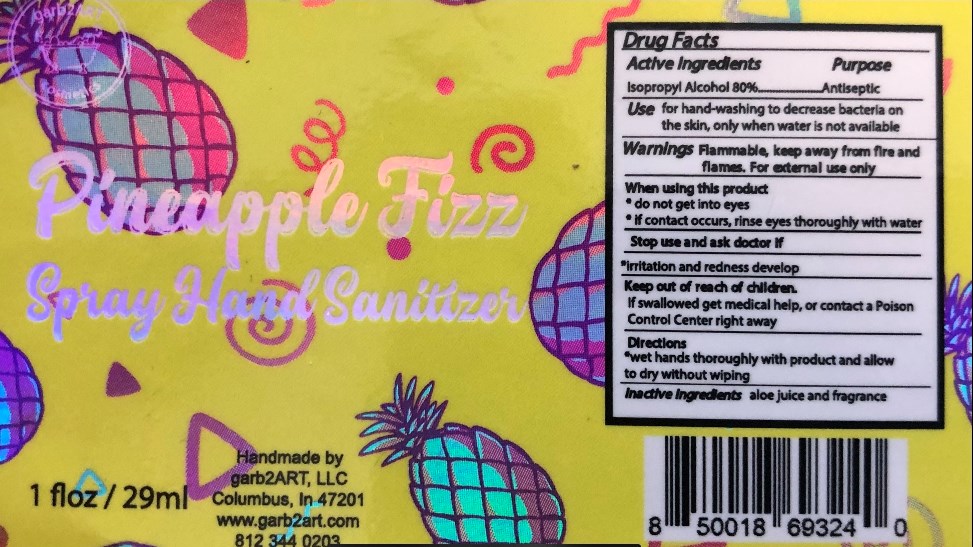 garb2ART
Kosmetics
Pineapple Fizz
Spray Hand Sanitizer
1 floz / 29ml
Handmade by
garb2ART, LLC
Columbus, In 47201
www.garb2art.com
812 344 0203
Drug Facts
Active Ingredients Purpose
Isopropyl Alcohol 80%.....................Antiseptic
Use for hand-washing to decrease bacteria on
the skin, only when water is not available
Warnings Flammable, keep away from fire and
flames. For external use only
When using this product
* do not get into eyes
* if contact occurs, rinse eyes thoroughly with water
Stop use and ask doctor if
*irritation and redness develop
Keep out of reach of children.
If swallowed get medical help, or contact a Poison
Control Center right away
Directions
*wet hands thoroughly with product and allow
to dry without wiping
Inactive Ingredients aloe juice and fragrance
8 50018 69324 0